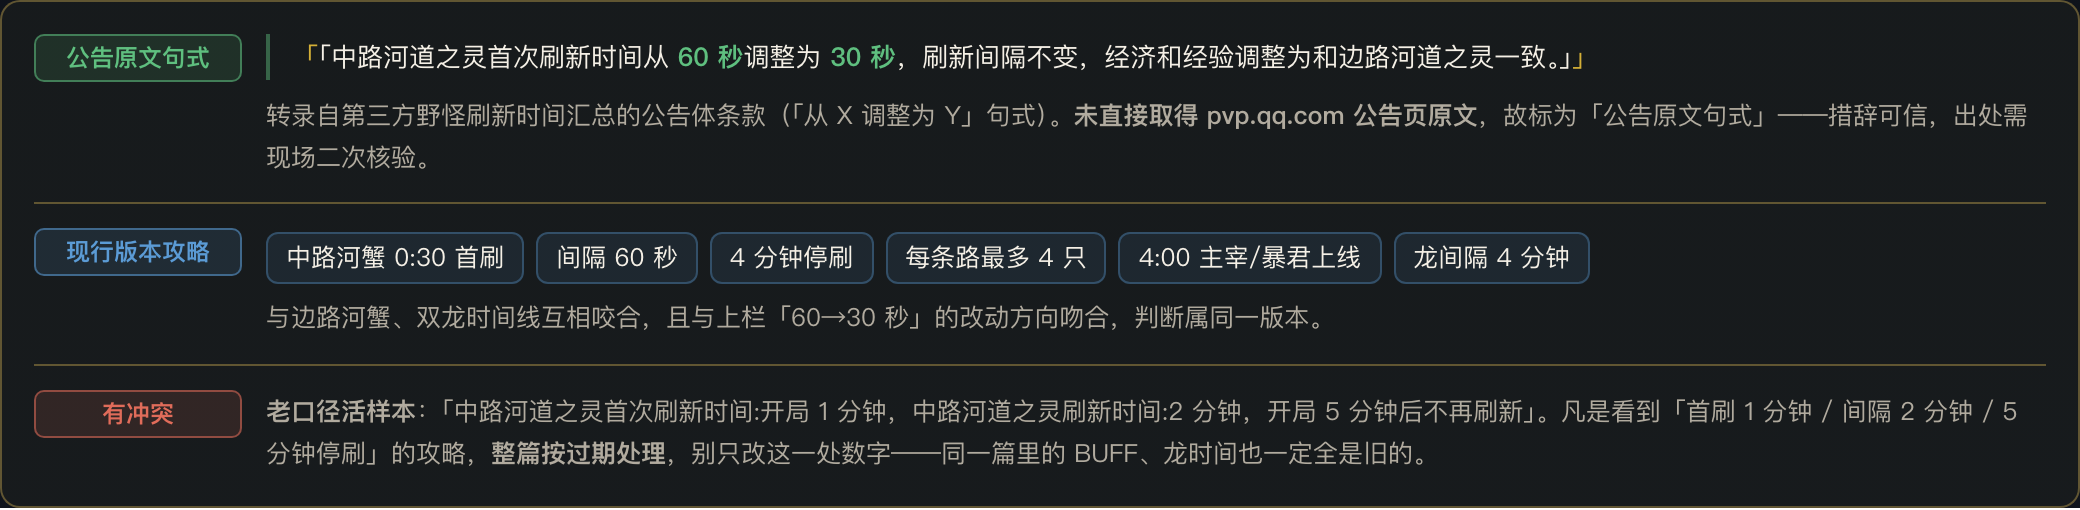 公告原文句式
「「中路河道之灵首次刷新时间从 60 秒调整为 30 秒，刷新间隔不变，经济和经验调整为和边路河道之灵一致。」」
转录自第三方野怪刷新时间汇总的公告体条款（「从 X 调整为 Y」句式）。未直接取得 pvp.qq.com 公告页原文，故标为「公告原文句式」——措辞可信，出处需
现场二次核验。
现行版本攻略
中路河蟹 0:30 首刷 间隔 60 秒 4 分钟停刷 每条路最多 4 只 4:00 主宰/暴君上线 龙间隔 4 分钟
与边路河蟹、双龙时间线互相咬合，且与上栏「60→30 秒」的改动方向吻合，判断属同一版本。
有冲突
老口径活样本：「中路河道之灵首次刷新时间:开局 1 分钟，中路河道之灵刷新时间:2 分钟，开局 5 分钟后不再刷新」。凡是看到「首刷 1 分钟 / 间隔 2 分钟 / 5
分钟停刷」的攻略，整篇按过期处理，别只改这一处数字——同一篇里的 BUFF、龙时间也一定全是旧的。